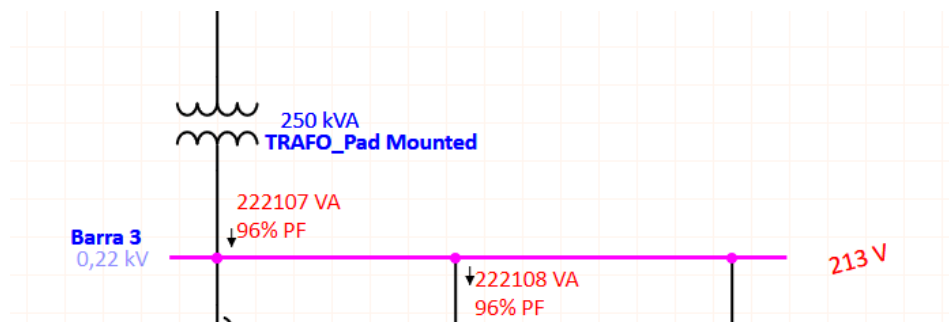 250 kVA
TRAFO_Pad Mounted
222107 VA
96% PF
Barra 3
0,22 kV
213 V
222108 VA
96% PF